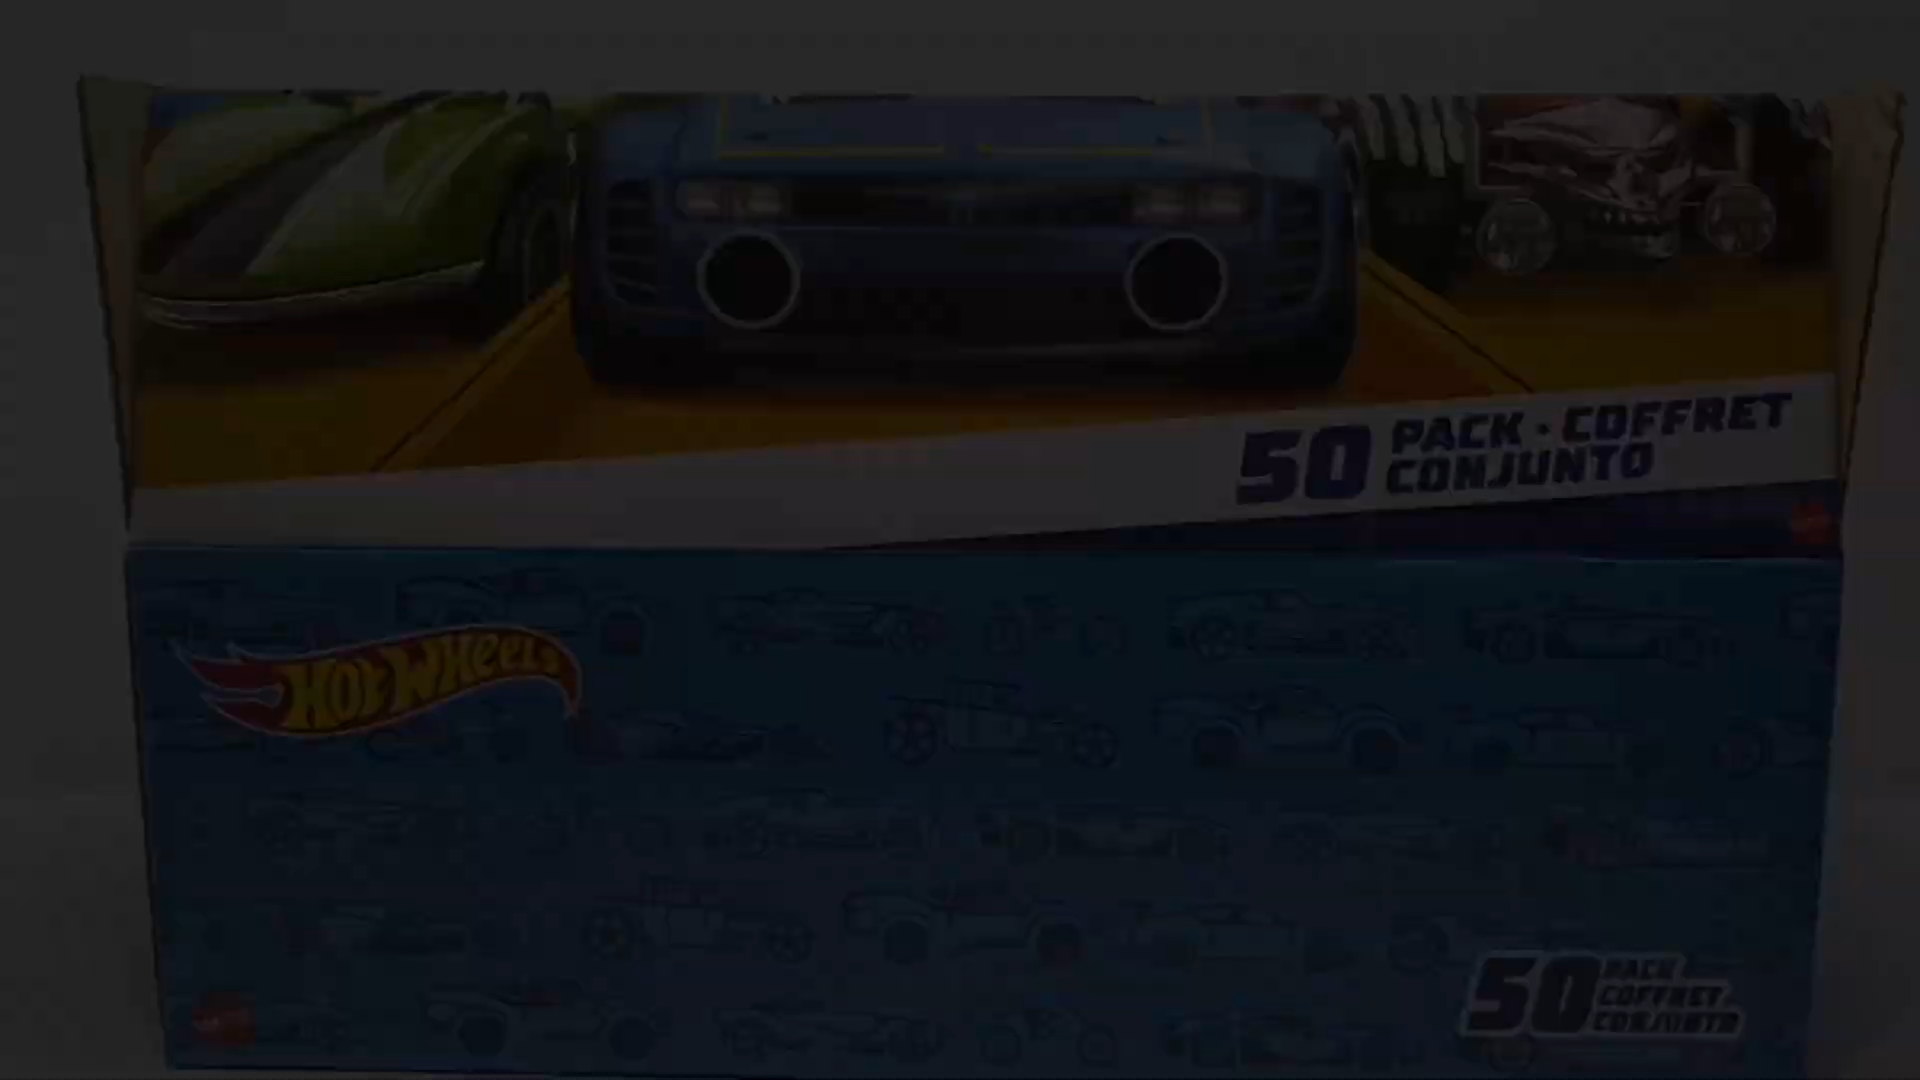 50 PACK · COFFRET
CONJUNTO
HOT WHEELS
50 PACK
COFFRET
CONJUNTO